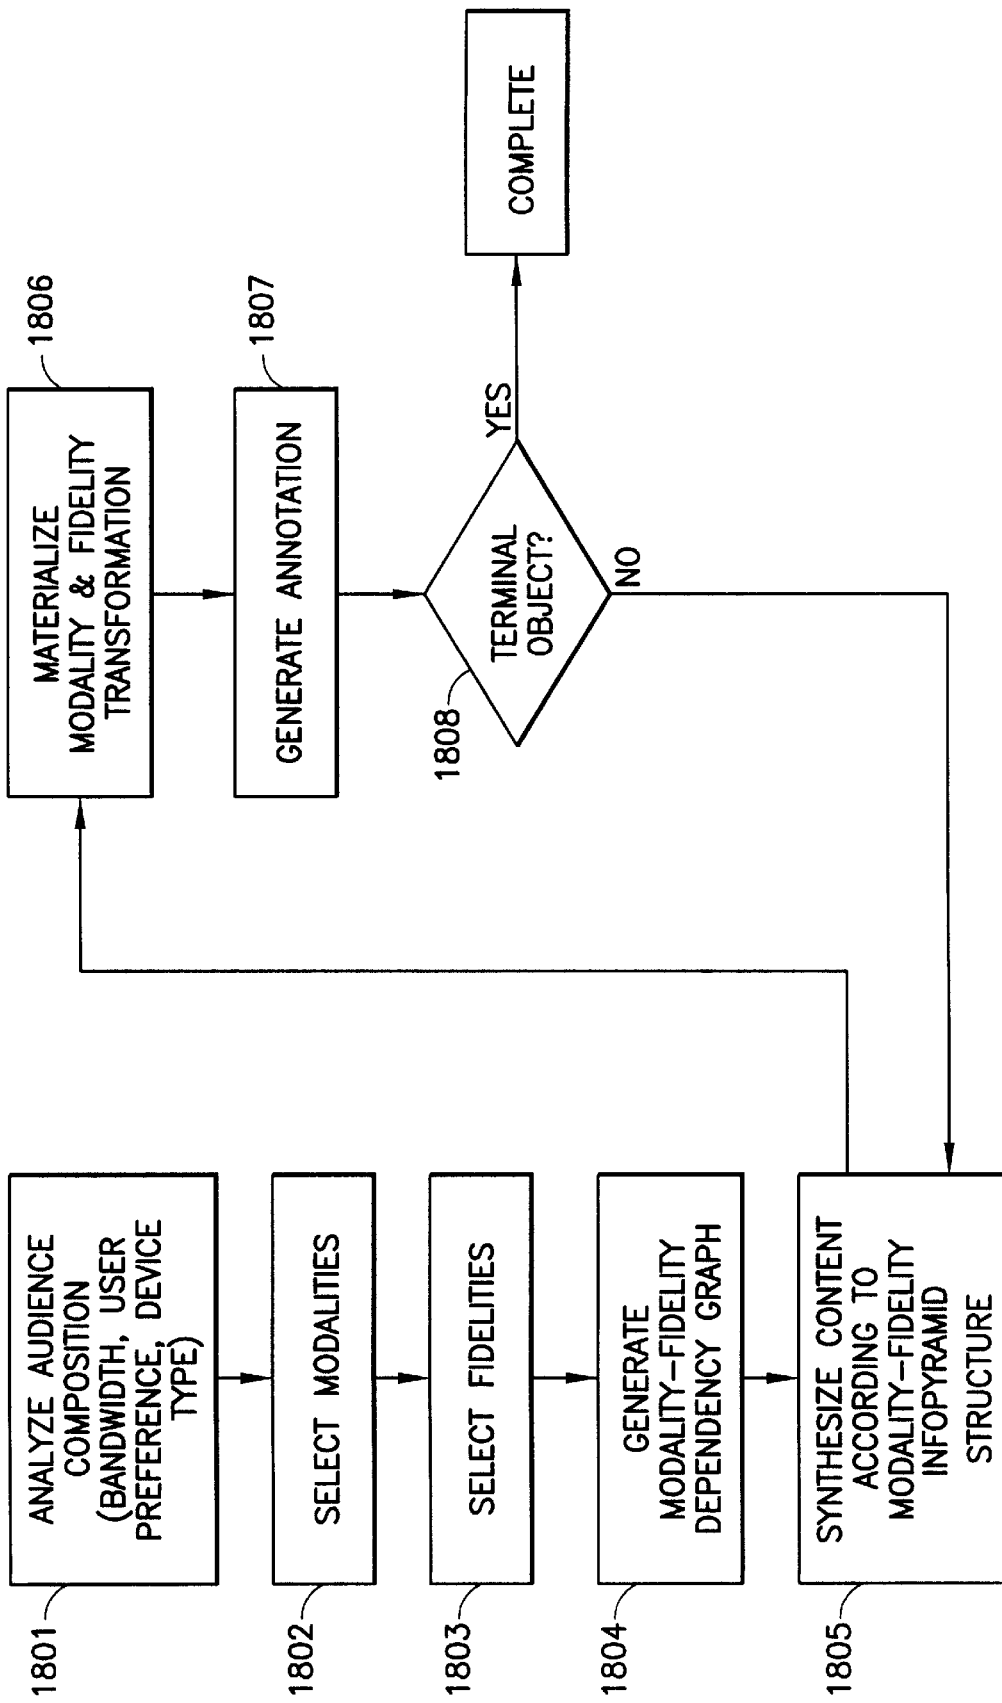 1801
ANALYZE AUDIENCE
COMPOSITION
(BANDWIDTH, USER
PREFERENCE, DEVICE
TYPE)
1802
SELECT MODALITIES
1803
SELECT FIDELITIES
1804
GENERATE
MODALITY-FIDELITY
DEPENDENCY GRAPH
1805
SYNTHESIZE CONTENT
ACCORDING TO
MODALITY-FIDELITY
INFOPYRAMID
STRUCTURE
1806
MATERIALIZE
MODALITY & FIDELITY
TRANSFORMATION
1807
GENERATE ANNOTATION
1808
TERMINAL
OBJECT?
YES
NO
COMPLETE